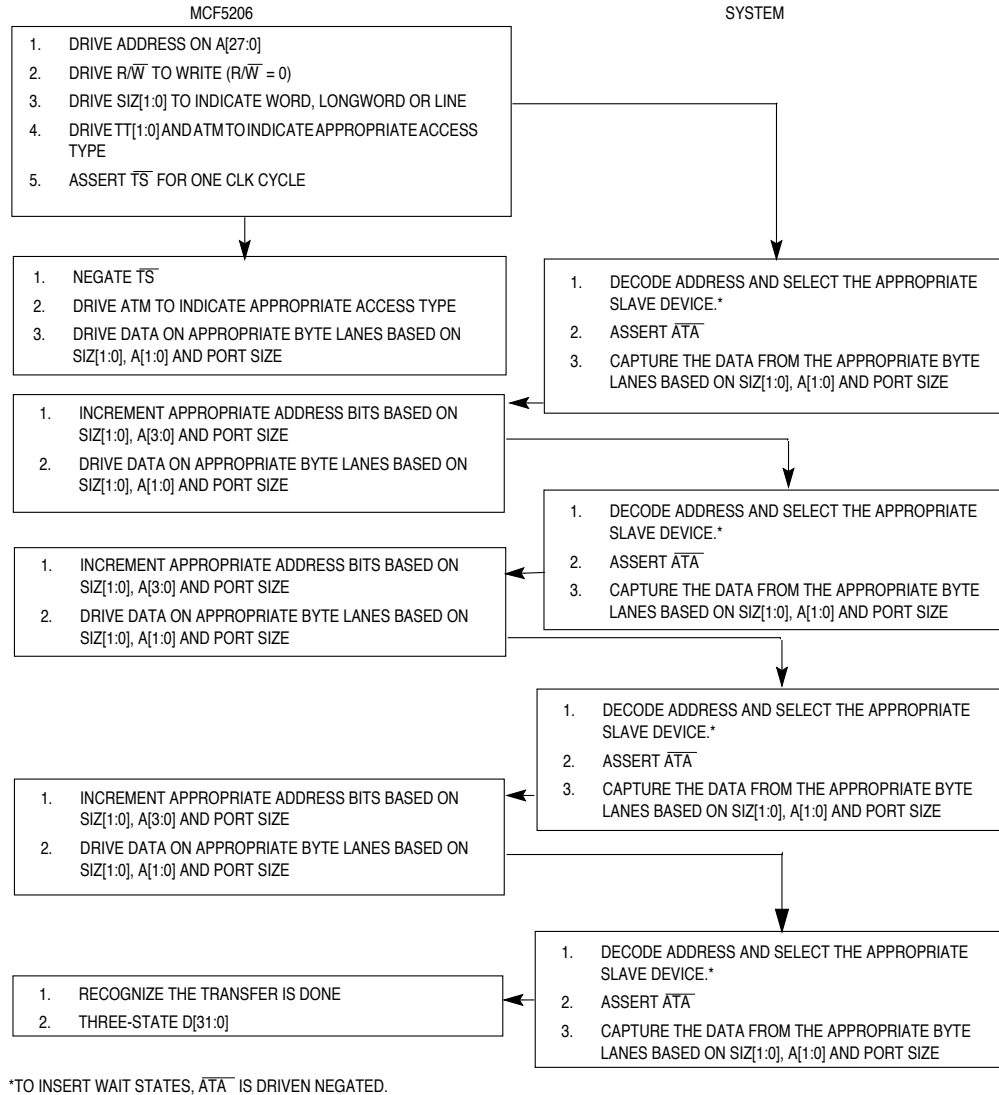 MCF5206
SYSTEM
1. DRIVE ADDRESS ON A[27:0]
2. DRIVE R/W̅ TO WRITE (R/W̅ = 0)
3. DRIVE SIZ[1:0] TO INDICATE WORD, LONGWORD OR LINE
4. DRIVE TT[1:0] AND ATM TO INDICATE APPROPRIATE ACCESS
TYPE
5. ASSERT T̅S̅ FOR ONE CLK CYCLE
1. NEGATE T̅S̅
2. DRIVE ATM TO INDICATE APPROPRIATE ACCESS TYPE
3. DRIVE DATA ON APPROPRIATE BYTE LANES BASED ON
SIZ[1:0], A[1:0] AND PORT SIZE
1. DECODE ADDRESS AND SELECT THE APPROPRIATE
SLAVE DEVICE.*
2. ASSERT A̅T̅A̅
3. CAPTURE THE DATA FROM THE APPROPRIATE BYTE
LANES BASED ON SIZ[1:0], A[1:0] AND PORT SIZE
1. INCREMENT APPROPRIATE ADDRESS BITS BASED ON
SIZ[1:0], A[3:0] AND PORT SIZE
2. DRIVE DATA ON APPROPRIATE BYTE LANES BASED ON
SIZ[1:0], A[1:0] AND PORT SIZE
1. DECODE ADDRESS AND SELECT THE APPROPRIATE
SLAVE DEVICE.*
2. ASSERT A̅T̅A̅
3. CAPTURE THE DATA FROM THE APPROPRIATE BYTE
LANES BASED ON SIZ[1:0], A[1:0] AND PORT SIZE
1. INCREMENT APPROPRIATE ADDRESS BITS BASED ON
SIZ[1:0], A[3:0] AND PORT SIZE
2. DRIVE DATA ON APPROPRIATE BYTE LANES BASED ON
SIZ[1:0], A[1:0] AND PORT SIZE
1. DECODE ADDRESS AND SELECT THE APPROPRIATE
SLAVE DEVICE.*
2. ASSERT A̅T̅A̅
3. CAPTURE THE DATA FROM THE APPROPRIATE BYTE
LANES BASED ON SIZ[1:0], A[1:0] AND PORT SIZE
1. INCREMENT APPROPRIATE ADDRESS BITS BASED ON
SIZ[1:0], A[3:0] AND PORT SIZE
2. DRIVE DATA ON APPROPRIATE BYTE LANES BASED ON
SIZ[1:0], A[1:0] AND PORT SIZE
1. DECODE ADDRESS AND SELECT THE APPROPRIATE
SLAVE DEVICE.*
2. ASSERT A̅T̅A̅
3. CAPTURE THE DATA FROM THE APPROPRIATE BYTE
LANES BASED ON SIZ[1:0], A[1:0] AND PORT SIZE
1. RECOGNIZE THE TRANSFER IS DONE
2. THREE-STATE D[31:0]
*TO INSERT WAIT STATES, A̅T̅A̅ IS DRIVEN NEGATED.